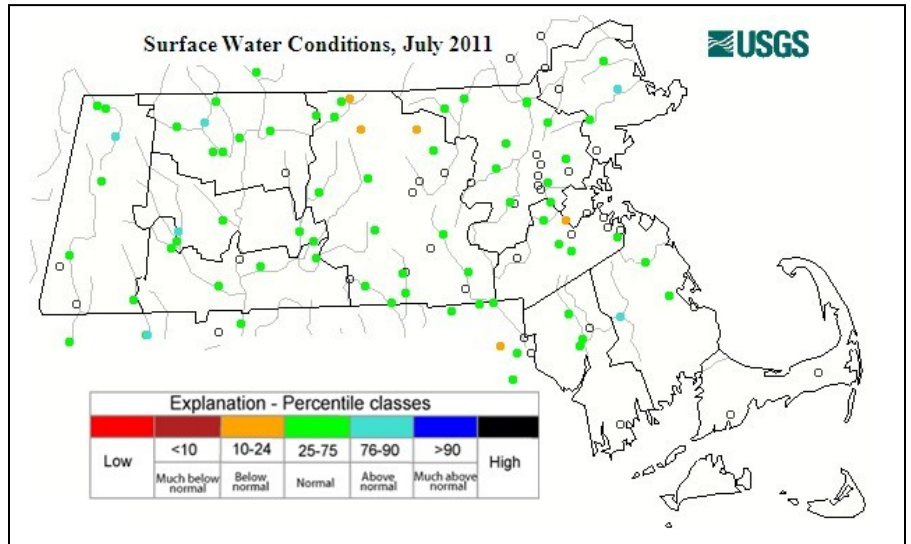 Surface Water Conditions, July 2011
USGS
Explanation - Percentile classes
Low
<10
10-24
25-75
76-90
>90
High
Much below
normal
Below
normal
Normal
Above
normal
Much above
normal